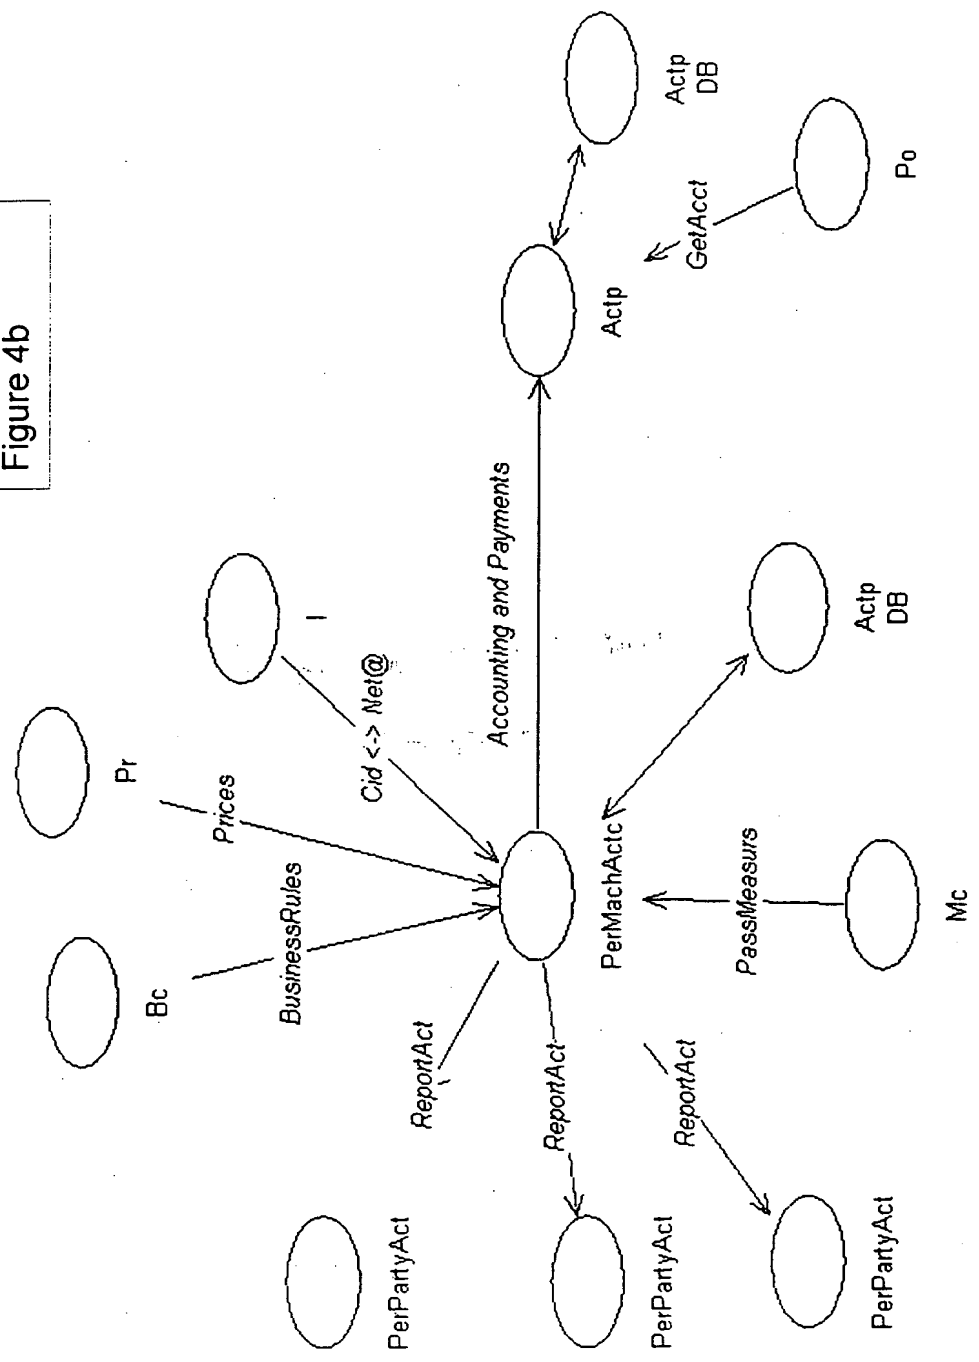 Figure 4b
Bc
Pr
I
BusinessRules
Prices
Cid <-> Net@
PerPartyAct
ReportAct
Accounting and Payments
ReportAct
PerPartyAct
PerMachActc
Actp
Actp
DB
ReportAct
PassMeasurs
GetAcct
PerPartyAct
Mc
Actp
DB
Po